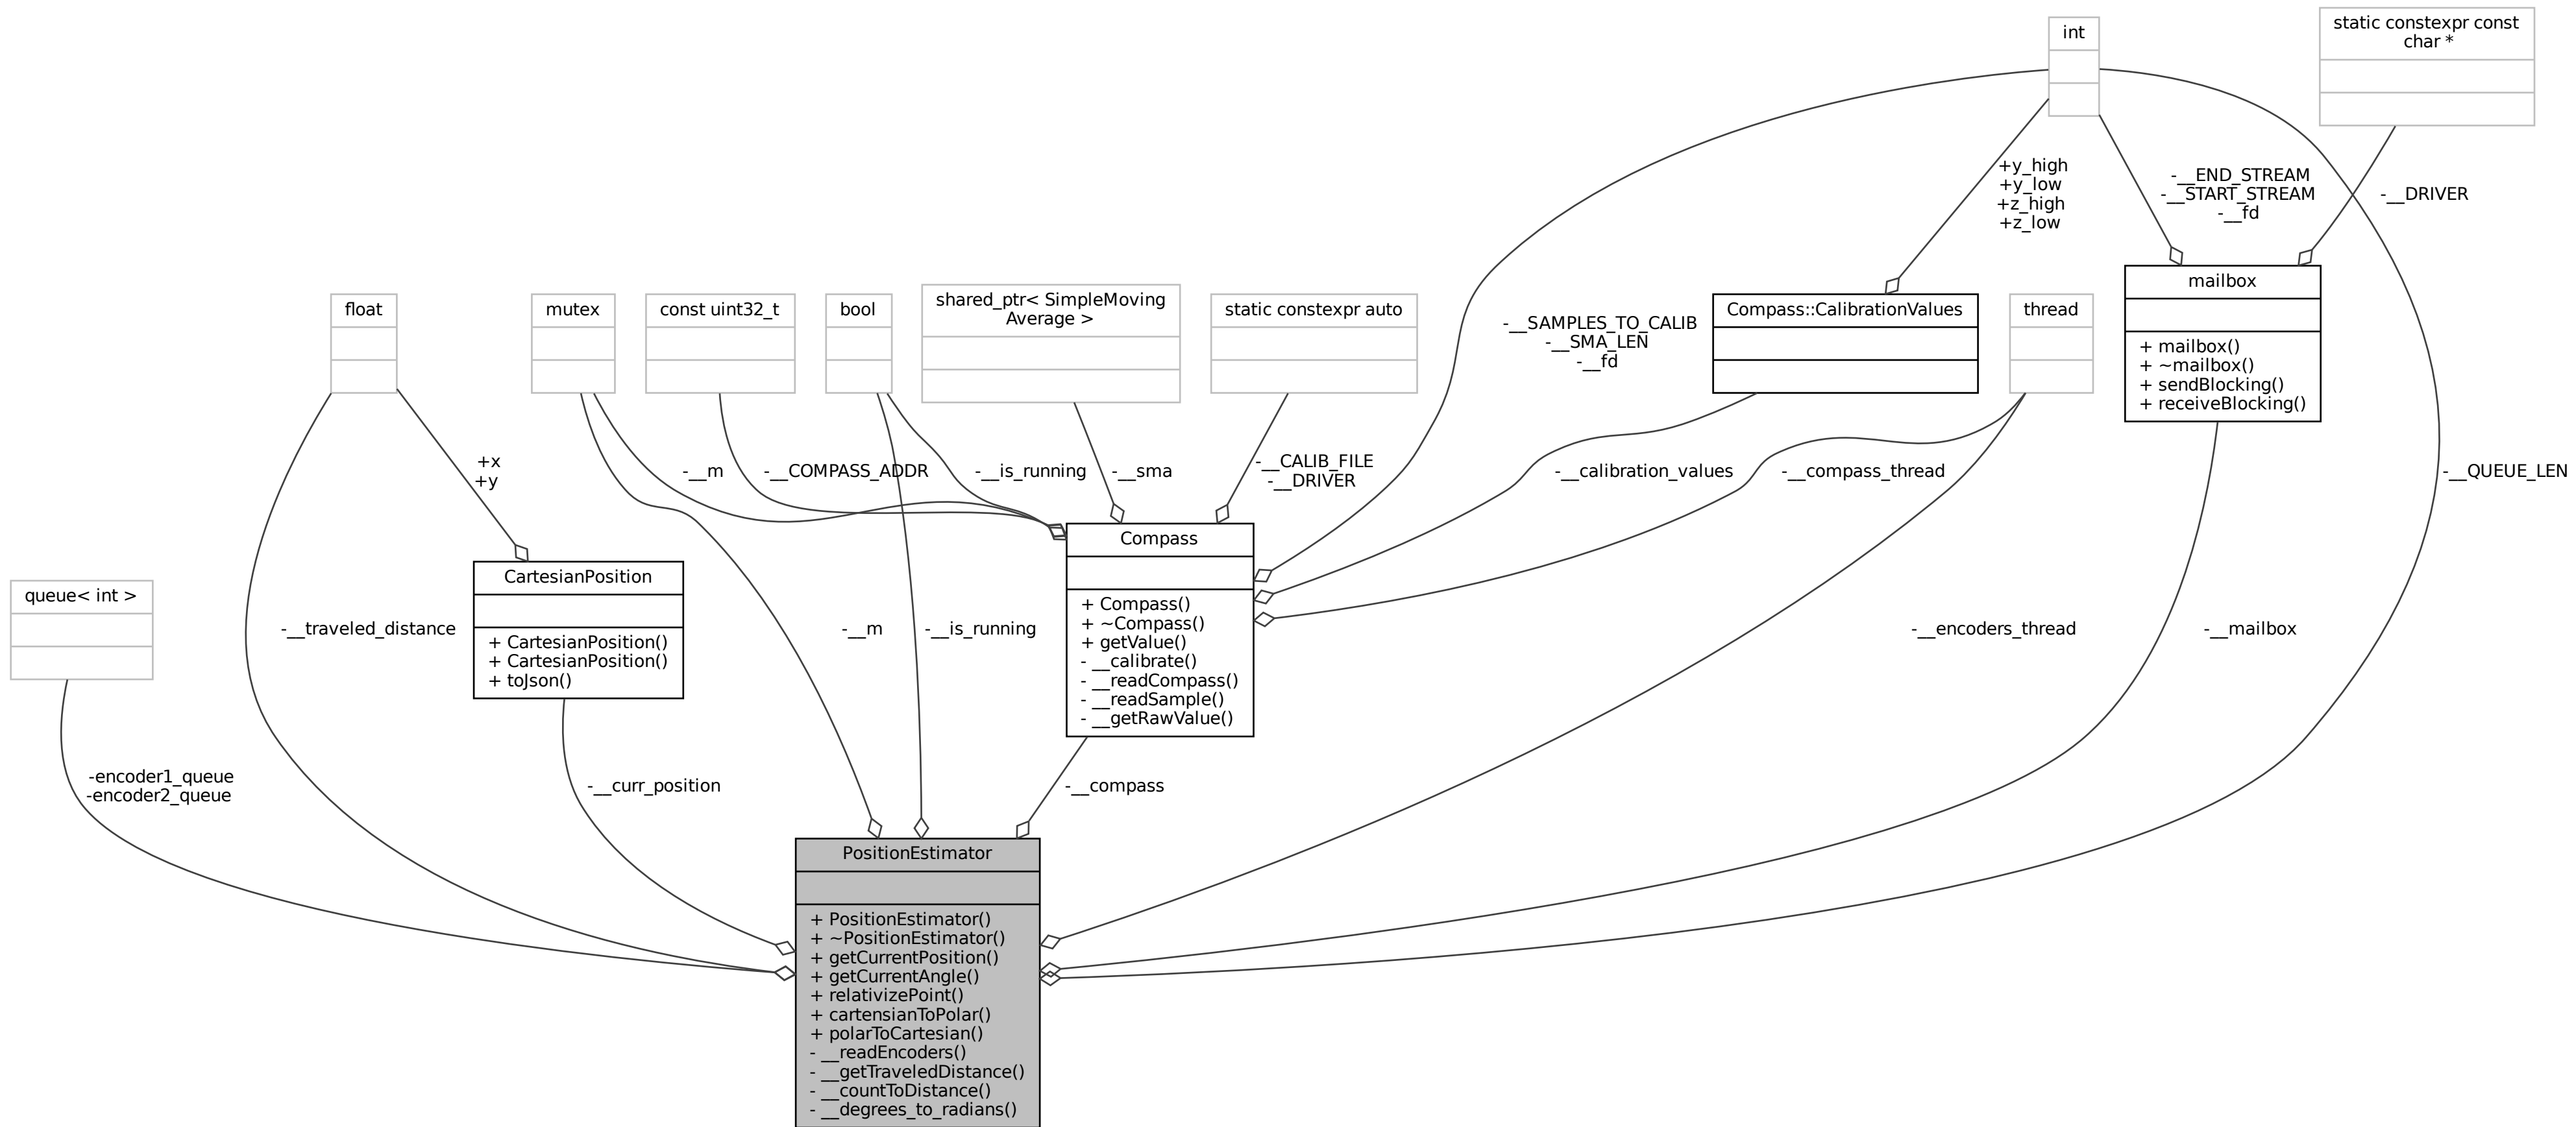 int
static constexpr const
char *
+y_high
+y_low
+z_high
+z_low
-__END_STREAM
-__START_STREAM
-__fd
-__DRIVER
float
mutex
const uint32_t
bool
shared_ptr< SimpleMoving
Average >
static constexpr auto
-__SAMPLES_TO_CALIB
-__SMA_LEN
-__fd
Compass::CalibrationValues
thread
mailbox
+ mailbox()
+ ~mailbox()
+ sendBlocking()
+ receiveBlocking()
+x
+y
-__m
-__COMPASS_ADDR
-__is_running
-__sma
-__CALIB_FILE
-__DRIVER
-__calibration_values
-__compass_thread
-__QUEUE_LEN
queue< int >
-__traveled_distance
CartesianPosition
+ CartesianPosition()
+ CartesianPosition()
+ toJson()
-__m
-__is_running
Compass
+ Compass()
+ ~Compass()
+ getValue()
- __calibrate()
- __readCompass()
- __readSample()
- __getRawValue()
-__encoders_thread
-__mailbox
-encoder1_queue
-encoder2_queue
-__curr_position
-__compass
PositionEstimator
+ PositionEstimator()
+ ~PositionEstimator()
+ getCurrentPosition()
+ getCurrentAngle()
+ relativizePoint()
+ cartensianToPolar()
+ polarToCartesian()
- __readEncoders()
- __getTraveledDistance()
- __countToDistance()
- __degrees_to_radians()